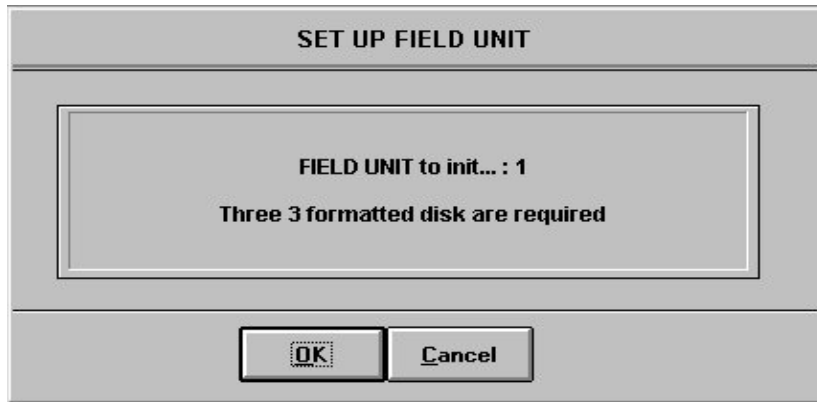 SET UP FIELD UNIT
FIELD UNIT to init... : 1
Three 3 formatted disk are required
OK
Cancel